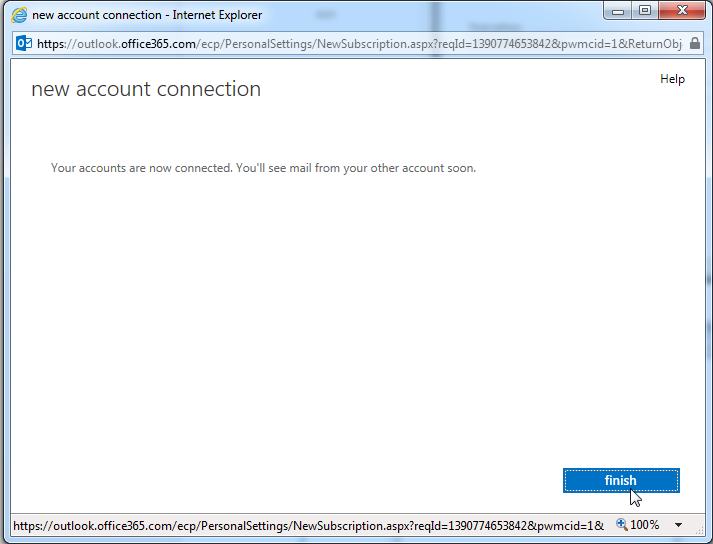 new account connection - Internet Explorer
https://outlook.office365.com/ecp/PersonalSettings/NewSubscription.aspx?reqId=1390774653842&pwmcid=1&ReturnObj
Help
new account connection
Your accounts are now connected. You'll see mail from your other account soon.
finish
https://outlook.office365.com/ecp/PersonalSettings/NewSubscription.aspx?reqId=1390774653842&pwmcid=1& 100%